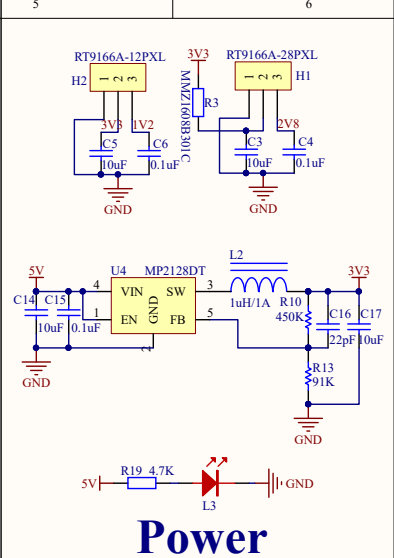 5 6
RT9166A-12PXL
H2
1 2 3
3V3 1V2
C5
10uF
C6
0.1uF
GND
3V3
R3
MMZ1608B301C
RT9166A-28PXL
H1
1 2 3
2V8
C3
10uF
C4
0.1uF
GND
5V
C14
10uF
C15
0.1uF
GND
U4 MP2128DT
4 VIN SW 3
1 EN GND FB 5
2
L2
1uH/1A
3V3
R10
450K
C16
22pF
C17
10uF
R13
91K
GND
5V
R19 4.7K
L3
GND
Power